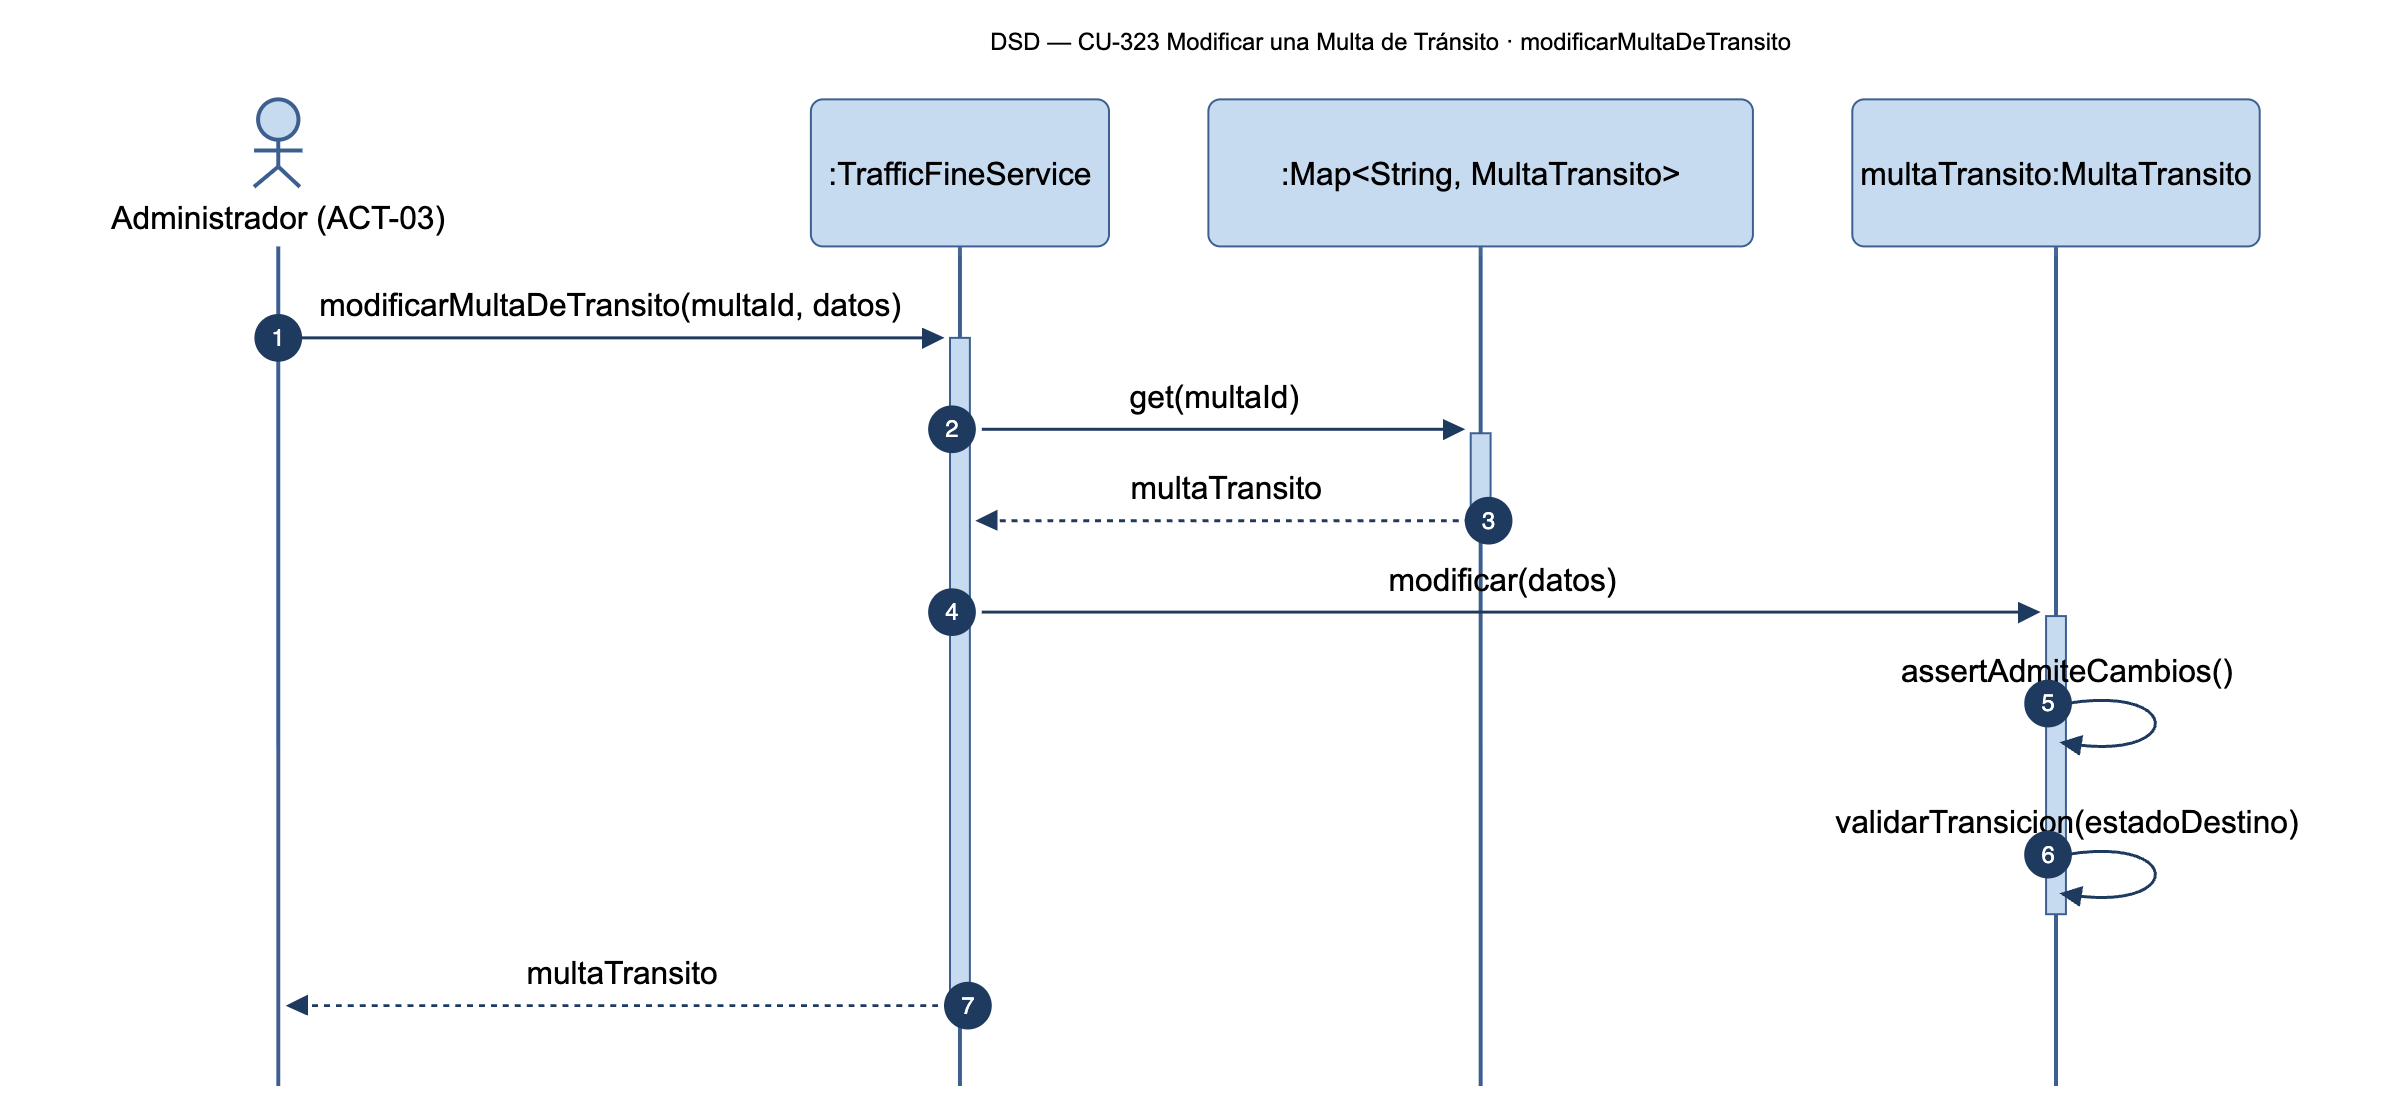 DSD — CU-323 Modificar una Multa de Tránsito · modificarMultaDeTransito
Administrador (ACT-03)
:TrafficFineService
:Map<String, MultaTransito>
multaTransito:MultaTransito
modificarMultaDeTransito(multaId, datos)
1
get(multaId)
2
multaTransito
3
modificar(datos)
4
assertAdmiteCambios()
5
validarTransicion(estadoDestino)
6
multaTransito
7